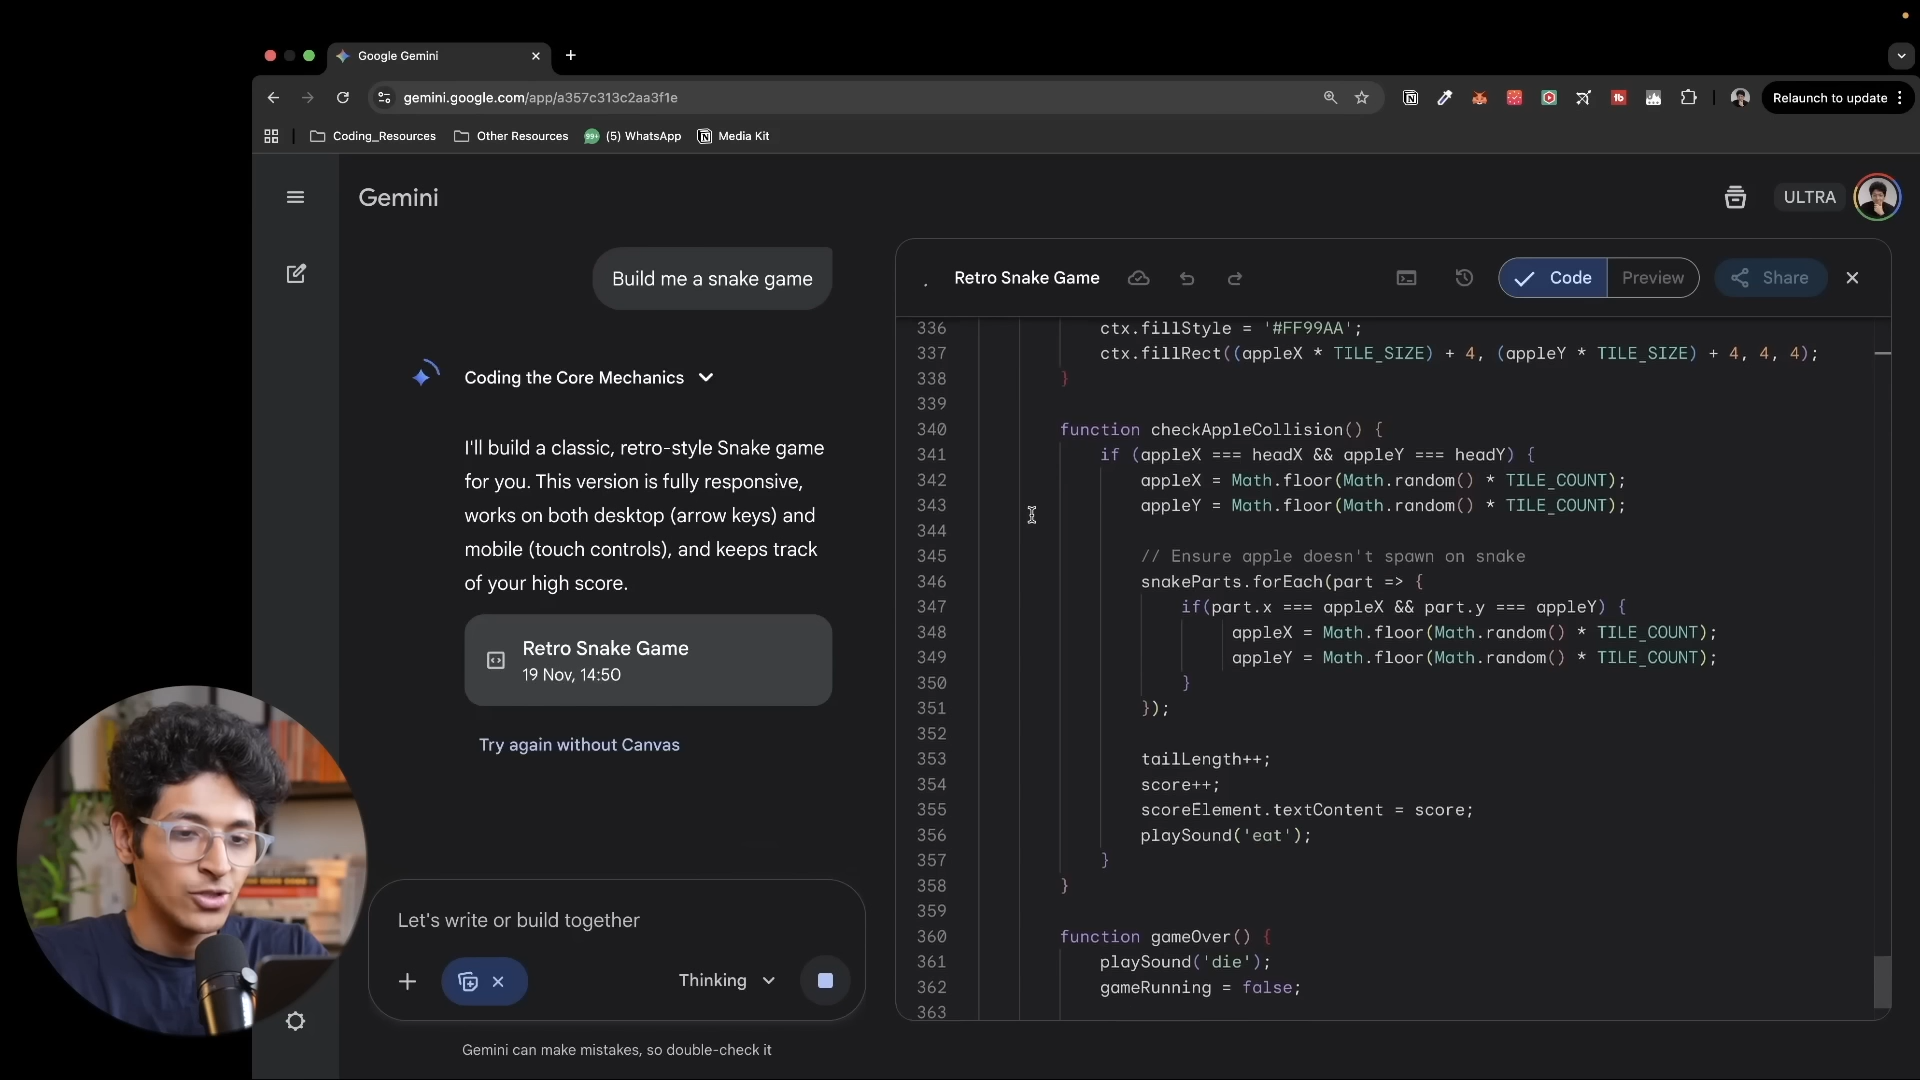 Google Gemini
gemini.google.com/app/a357c313c2aa3f1e
Relaunch to update
Coding_Resources
Other Resources
99+
(5) WhatsApp
Media Kit
Gemini
ULTRA
Build me a snake game
Coding the Core Mechanics
I'll build a classic, retro-style Snake game
for you. This version is fully responsive,
works on both desktop (arrow keys) and
mobile (touch controls), and keeps track
of your high score.
Retro Snake Game
19 Nov, 14:50
Try again without Canvas
Let's write or build together
Thinking
Gemini can make mistakes, so double-check it
Retro Snake Game
Code
Preview
Share
336 ctx.fillStyle = '#FF99AA';
337 ctx.fillRect((appleX * TILE_SIZE) + 4, (appleY * TILE_SIZE) + 4, 4, 4);
338 }
339
340 function checkAppleCollision() {
341 if (appleX === headX && appleY === headY) {
342 appleX = Math.floor(Math.random() * TILE_COUNT);
343 appleY = Math.floor(Math.random() * TILE_COUNT);
344
345 // Ensure apple doesn't spawn on snake
346 snakeParts.forEach(part => {
347 if(part.x === appleX && part.y === appleY) {
348 appleX = Math.floor(Math.random() * TILE_COUNT);
349 appleY = Math.floor(Math.random() * TILE_COUNT);
350 }
351 });
352
353 tailLength++;
354 score++;
355 scoreElement.textContent = score;
356 playSound('eat');
357 }
358 }
359
360 function gameOver() {
361 playSound('die');
362 gameRunning = false;
363